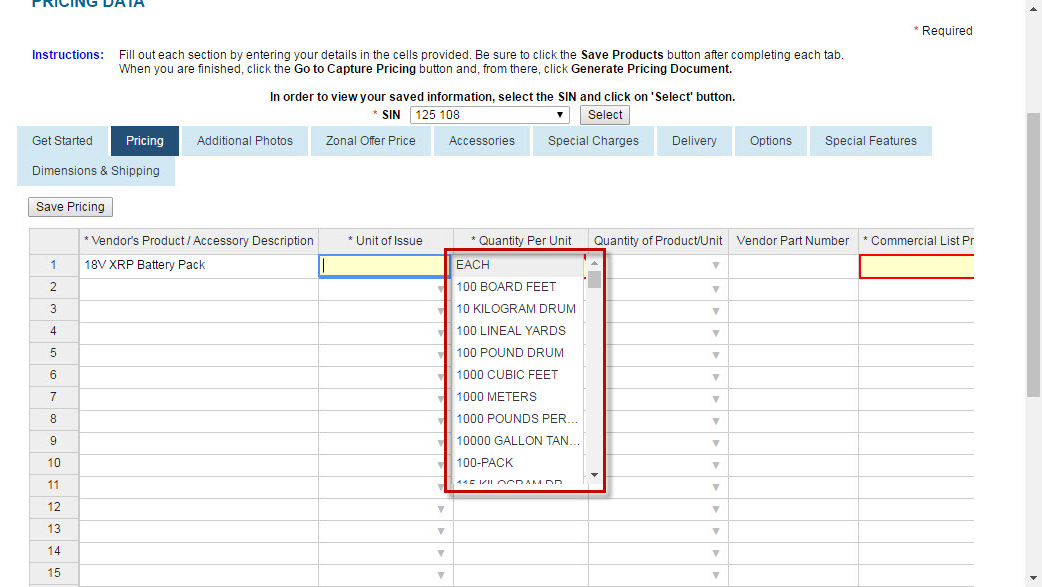 PRICING DATA
* Required
Instructions: Fill out each section by entering your details in the cells provided. Be sure to click the Save Products button after completing each tab.
When you are finished, click the Go to Capture Pricing button and, from there, click Generate Pricing Document.
In order to view your saved information, select the SIN and click on 'Select' button.
* SIN 125 108 Select
Get Started Pricing Additional Photos Zonal Offer Price Accessories Special Charges Delivery Options Special Features
Dimensions & Shipping
Save Pricing
* Vendor's Product / Accessory Description * Unit of Issue * Quantity Per Unit Quantity of Product/Unit Vendor Part Number * Commercial List Pr
1 18V XRP Battery Pack EACH
2 100 BOARD FEET
3 10 KILOGRAM DRUM
4 100 LINEAL YARDS
5 100 POUND DRUM
6 1000 CUBIC FEET
7 1000 METERS
8 1000 POUNDS PER...
9 10000 GALLON TAN...
10 100-PACK
11 115 KILOGRAM DR
12
13
14
15